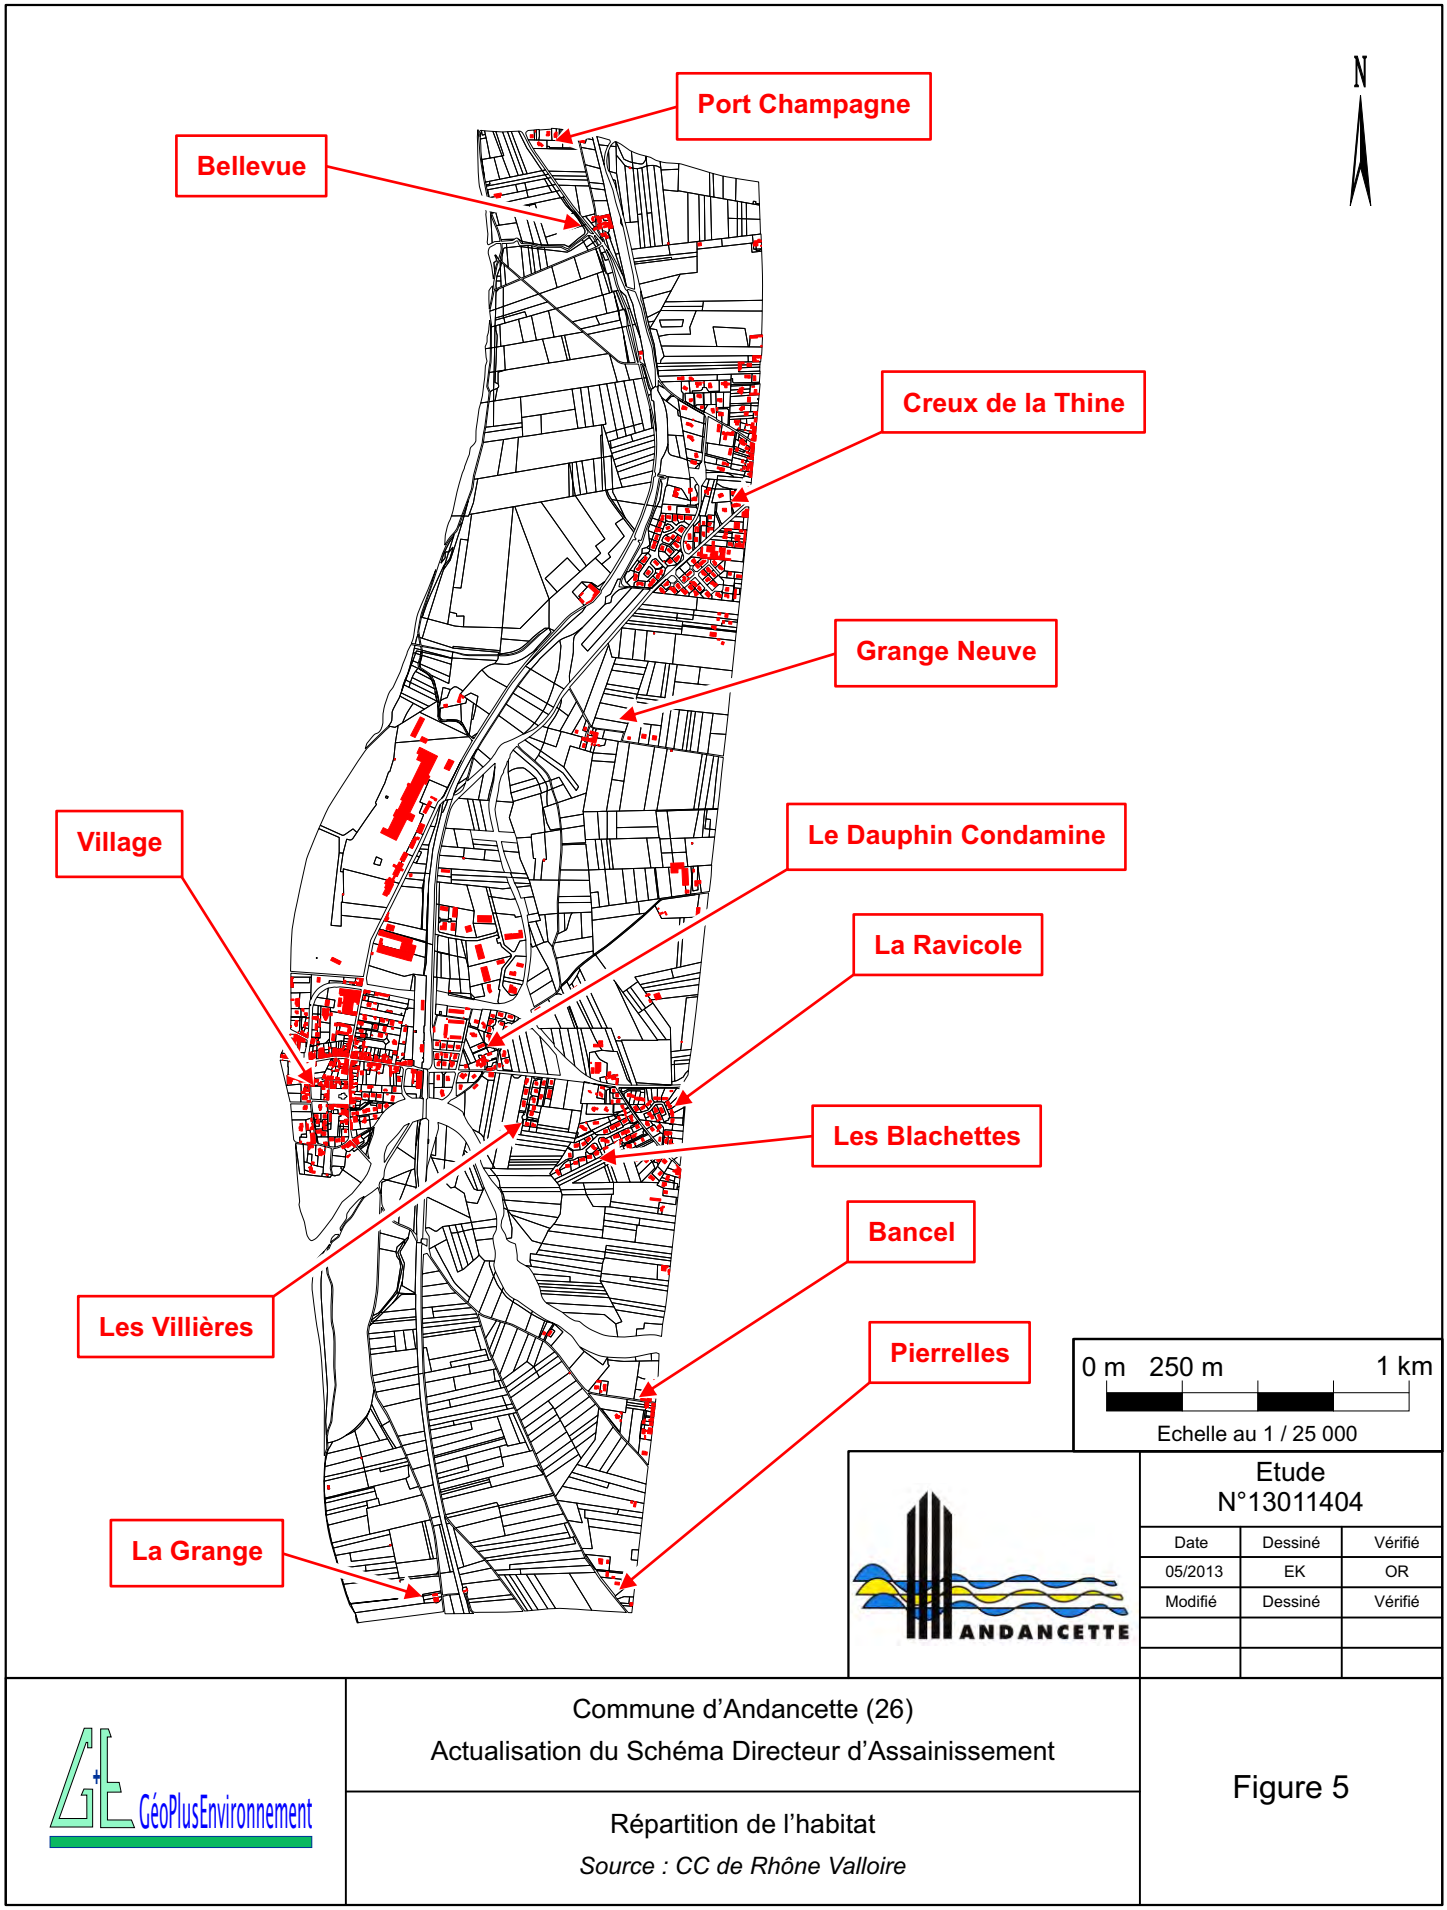 N
Port Champagne
Bellevue
Creux de la Thine
Grange Neuve
Village
Le Dauphin Condamine
La Ravicole
Les Blachettes
Bancel
Les Villières
Pierrelles
La Grange
0 m 250 m 1 km
Echelle au 1 / 25 000
Etude
N°13011404
Date Dessiné Vérifié
05/2013 EK OR
Modifié Dessiné Vérifié
ANDANCETTE
G+E GéoPlusEnvironnement
Commune d'Andancette (26)
Actualisation du Schéma Directeur d'Assainissement
Répartition de l'habitat
Source : CC de Rhône Valloire
Figure 5